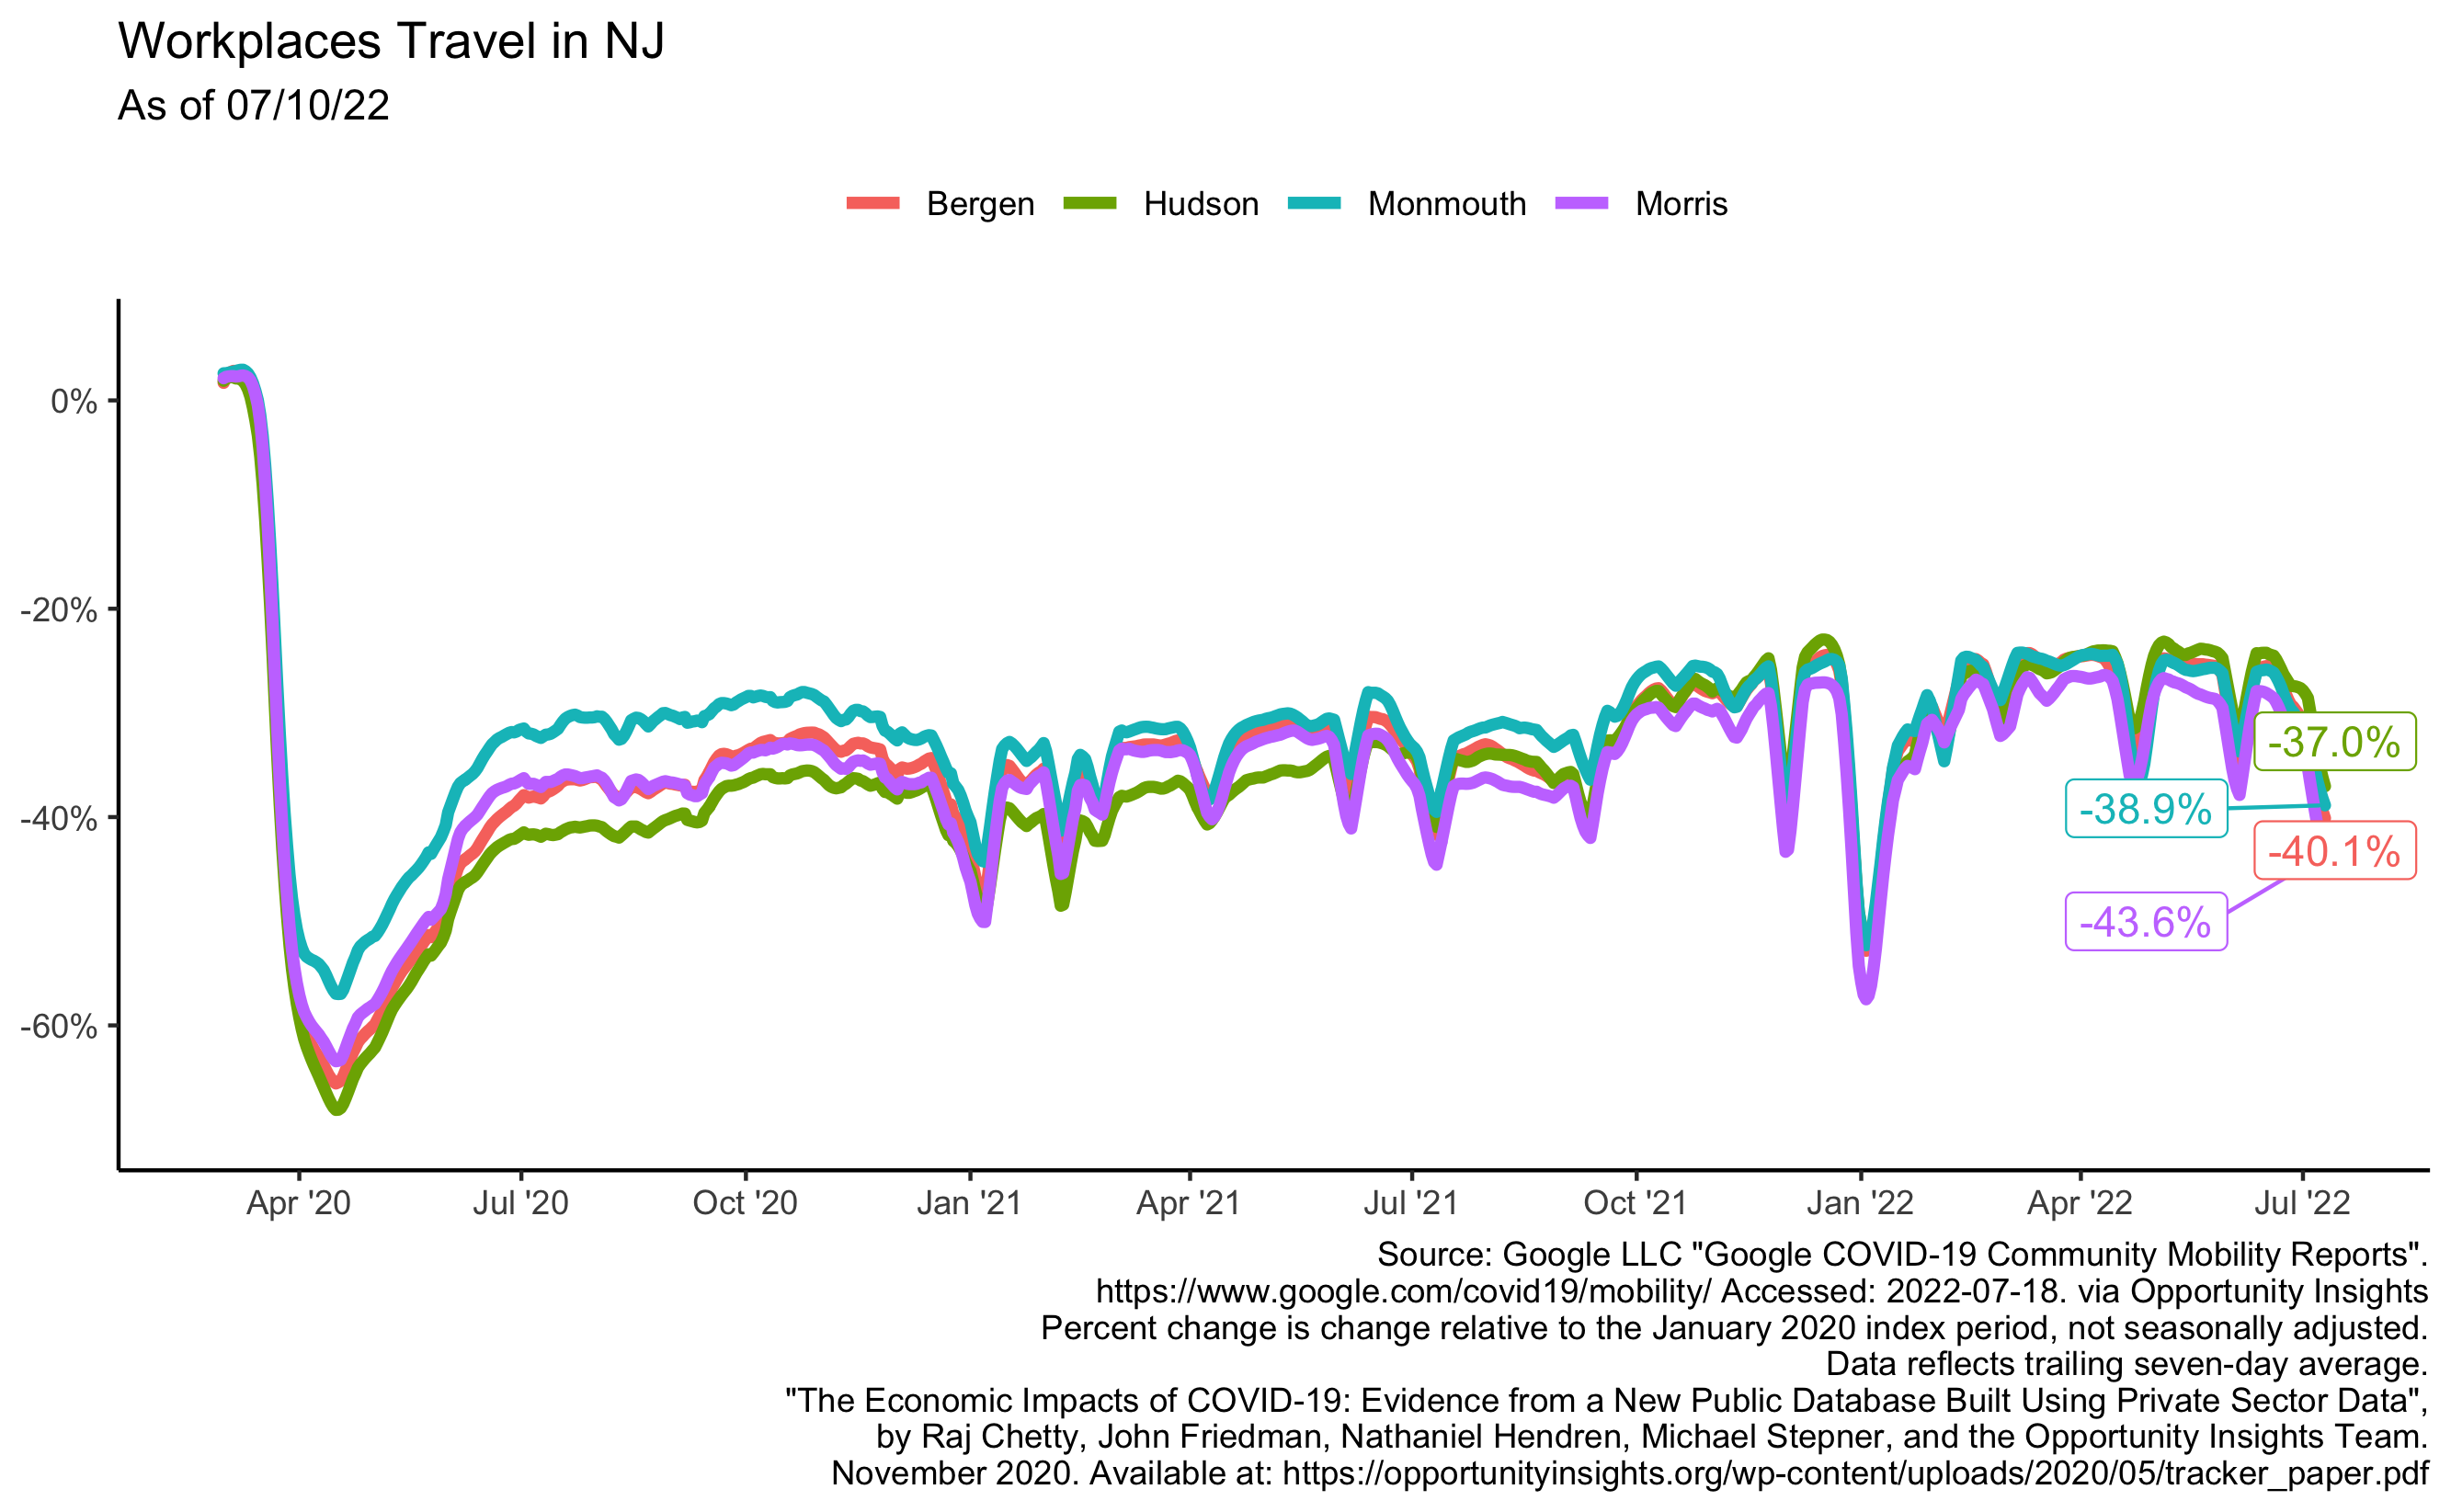 Workplaces Travel in NJ
As of 07/10/22
Bergen Hudson Monmouth Morris
0%
-20%
-40%
-60%
-37.0%
-38.9%
-40.1%
-43.6%
Apr '20 Jul '20 Oct '20 Jan '21 Apr '21 Jul '21 Oct '21 Jan '22 Apr '22 Jul '22
Source: Google LLC "Google COVID-19 Community Mobility Reports".
https://www.google.com/covid19/mobility/ Accessed: 2022-07-18. via Opportunity Insights
Percent change is change relative to the January 2020 index period, not seasonally adjusted.
Data reflects trailing seven-day average.
"The Economic Impacts of COVID-19: Evidence from a New Public Database Built Using Private Sector Data",
by Raj Chetty, John Friedman, Nathaniel Hendren, Michael Stepner, and the Opportunity Insights Team.
November 2020. Available at: https://opportunityinsights.org/wp-content/uploads/2020/05/tracker_paper.pdf